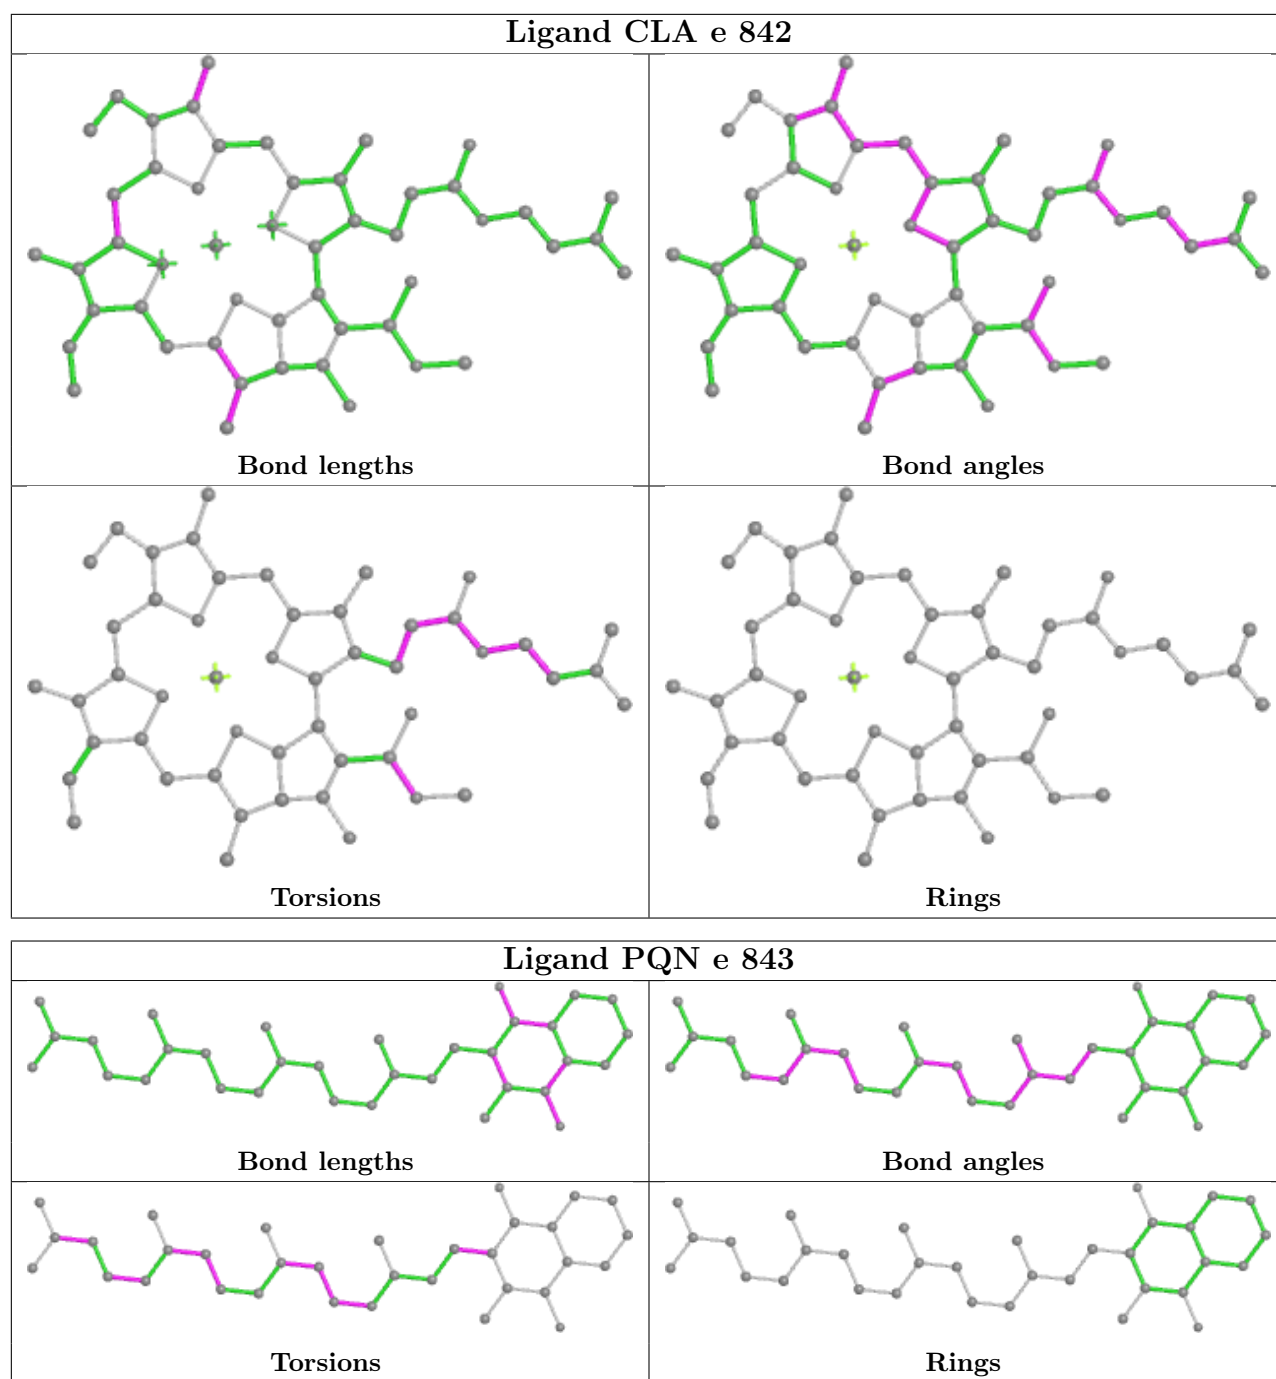 Ligand CLA e 842
Bond lengths
Bond angles
Torsions
Rings
Ligand PQN e 843
Bond lengths
Bond angles
Torsions
Rings